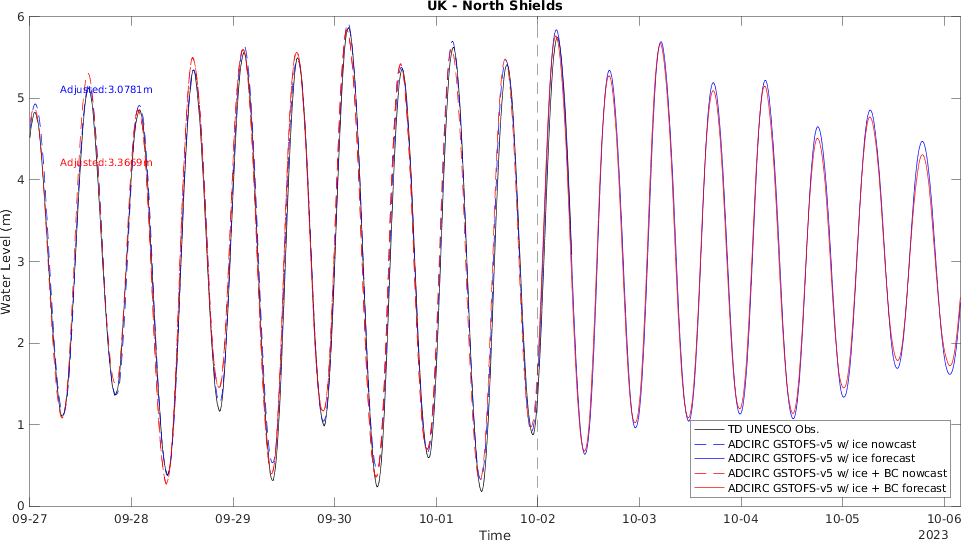 UK - North Shields
6
5
4
3
2
1
0
Water Level (m)
Adjusted:3.0781m
Adjusted:3.3669m
TD UNESCO Obs.
ADCIRC GSTOFS-v5 w/ ice nowcast
ADCIRC GSTOFS-v5 w/ ice forecast
ADCIRC GSTOFS-v5 w/ ice + BC nowcast
ADCIRC GSTOFS-v5 w/ ice + BC forecast
09-27 09-28 09-29 09-30 10-01 10-02 10-03 10-04 10-05 10-06
Time
2023